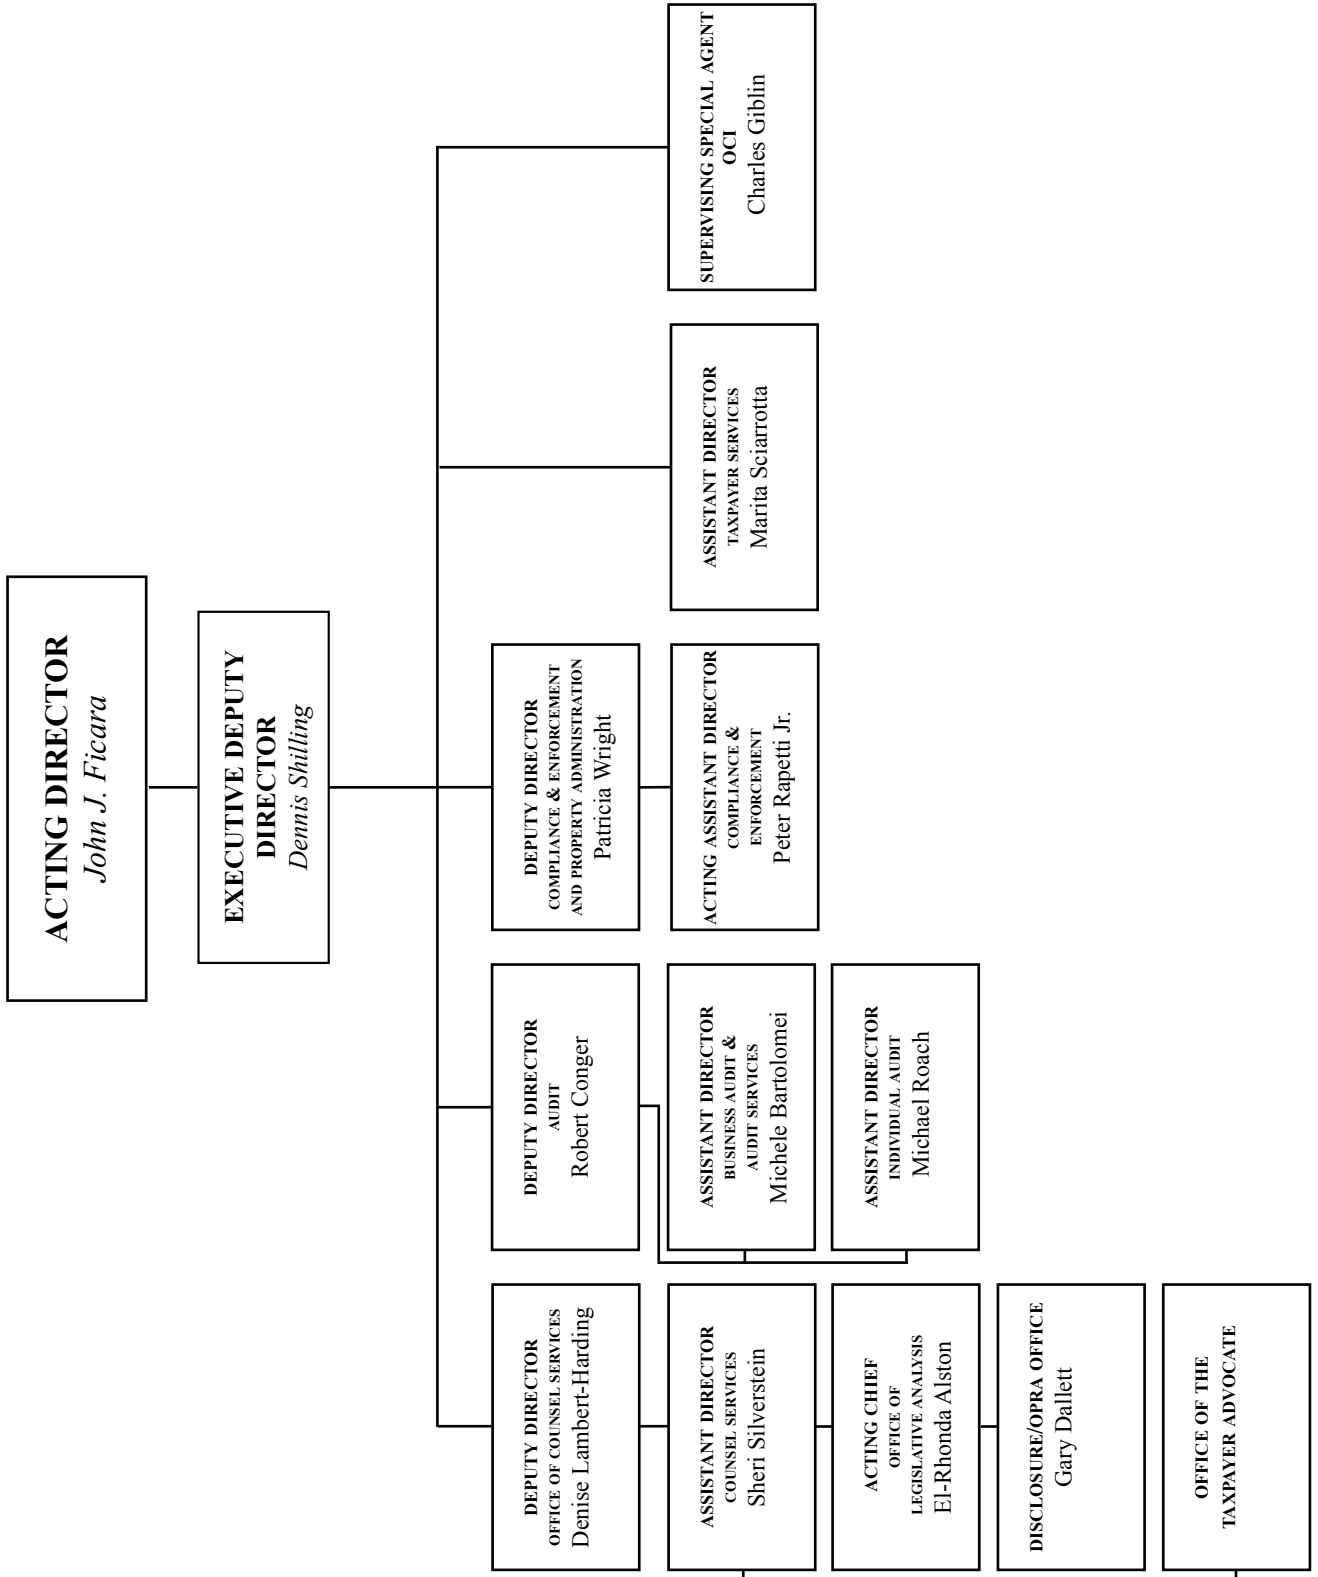 ACTING DIRECTOR
John J. Ficara
EXECUTIVE DEPUTY
DIRECTOR
Dennis Shilling
DEPUTY DIRECTOR
OFFICE OF COUNSEL SERVICES
Denise Lambert-Harding
DEPUTY DIRECTOR
AUDIT
Robert Conger
DEPUTY DIRECTOR
COMPLIANCE & ENFORCEMENT
AND PROPERTY ADMINISTRATION
Patricia Wright
ASSISTANT DIRECTOR
COUNSEL SERVICES
Sheri Silverstein
ASSISTANT DIRECTOR
BUSINESS AUDIT &
AUDIT SERVICES
Michele Bartolomei
ACTING ASSISTANT DIRECTOR
COMPLIANCE &
ENFORCEMENT
Peter Rapetti Jr.
ASSISTANT DIRECTOR
TAXPAYER SERVICES
Marita Sciarrotta
SUPERVISING SPECIAL AGENT
OCI
Charles Giblin
ACTING CHIEF
OFFICE OF
LEGISLATIVE ANALYSIS
El-Rhonda Alston
ASSISTANT DIRECTOR
INDIVIDUAL AUDIT
Michael Roach
DISCLOSURE/OPRA OFFICE
Gary Dallett
OFFICE OF THE
TAXPAYER ADVOCATE